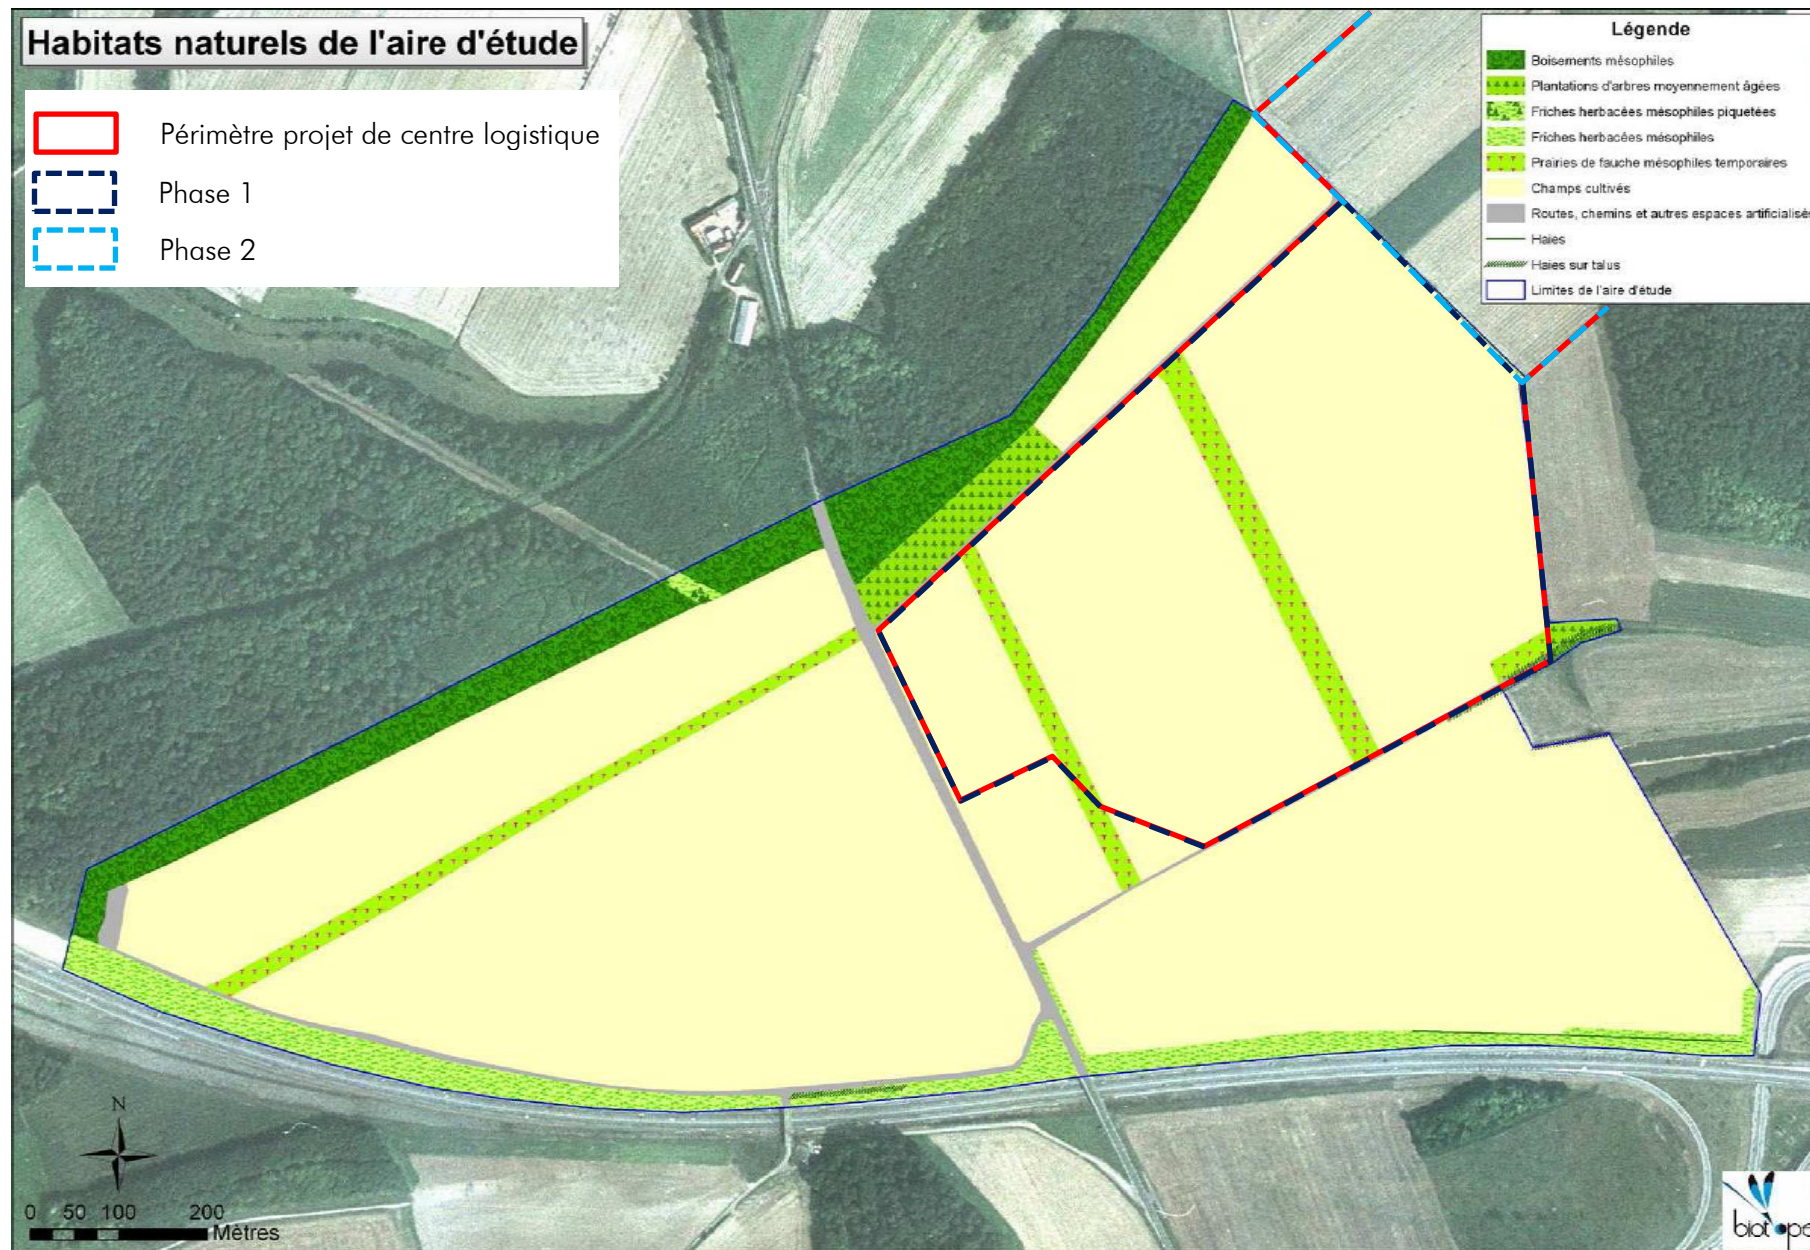 Habitats naturels de l'aire d'étude
Périmètre projet de centre logistique
Phase 1
Phase 2
Légende
Boisements mésophiles
Plantations d'arbres moyennement âgées
Friches herbacées mésophiles piquetées
Friches herbacées mésophiles
Prairies de fauche mésophiles temporaires
Champs cultivés
Routes, chemins et autres espaces artificialisés
Haies
Haies sur talus
Limites de l'aire d'étude
N
0 50 100 200
Mètres
biotope